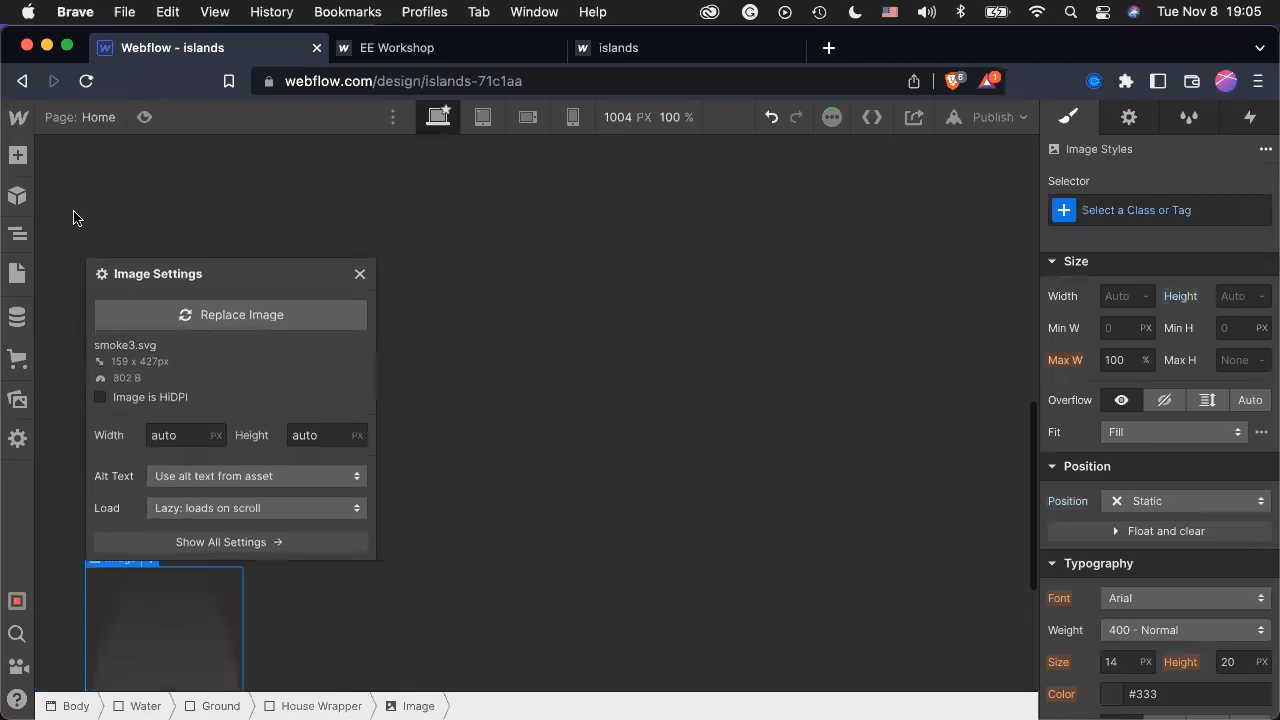 Brave File Edit View History Bookmarks Profiles Tab Window Help Tue Nov 8 19:05
Webflow - islands EE Workshop islands
webflow.com/design/islands-71c1aa 6 1
Page: Home 1004 PX 100 % Publish
Image Styles
Selector
Select a Class or Tag
Size
Width Auto - Height Auto -
Min W 0 PX Min H 0 PX
Max W 100 % Max H None -
Overflow Auto
Fit Fill
Position
Position Static
Float and clear
Typography
Font Arial
Weight 400 - Normal
Size 14 PX Height 20 PX
Color #333
Image Settings
Replace Image
smoke3.svg
159 x 427px
802 B
Image is HiDPI
Width auto PX Height auto PX
Alt Text Use alt text from asset
Load Lazy: loads on scroll
Show All Settings
Body Water Ground House Wrapper Image